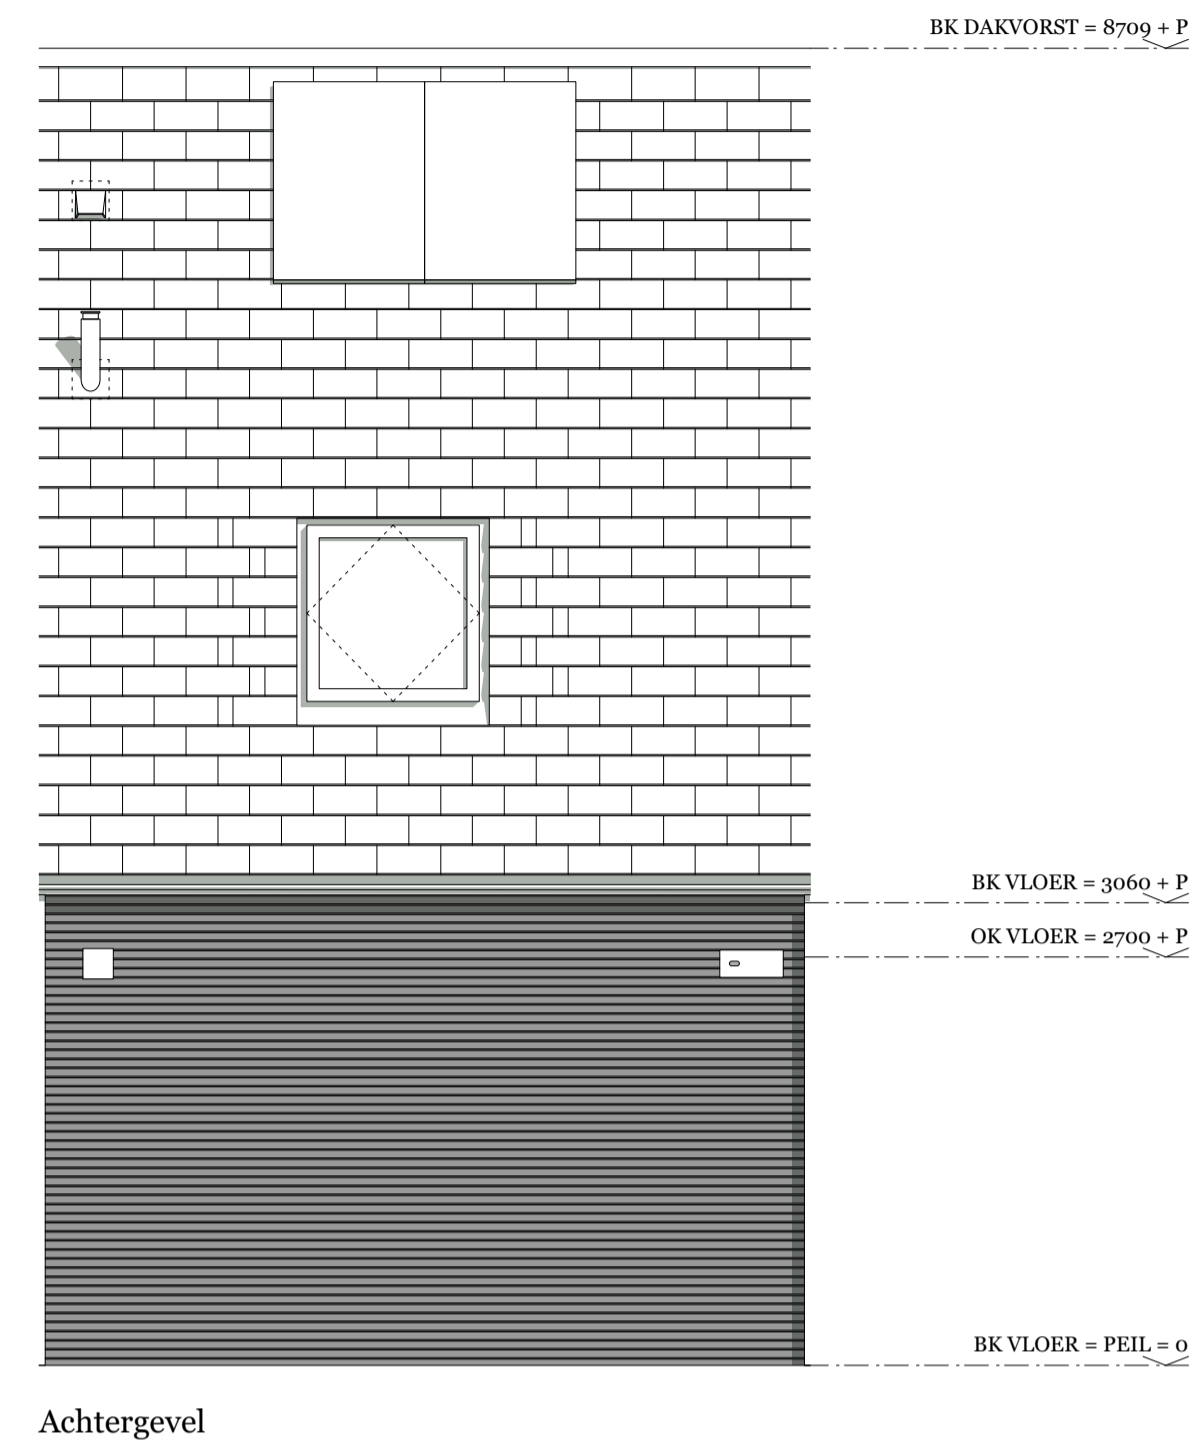 BK DAKVORST = 8709 + P
BK VLOER = 3060 + P
OK VLOER = 2700 + P
BK VLOER = PEIL = 0
Achtergevel